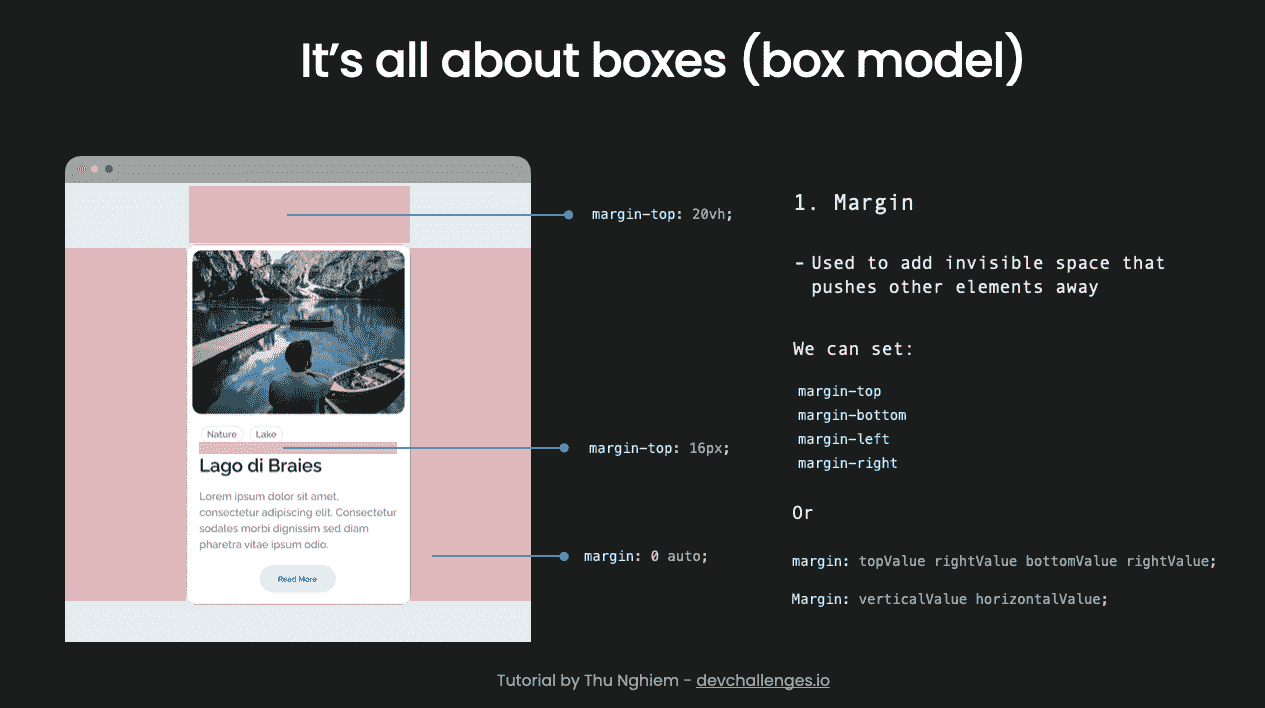 It's all about boxes (box model)
margin-top: 20vh;
Nature Lake
margin-top: 16px;
Lago di Braies
Lorem ipsum dolor sit amet,
consectetur adipiscing elit. Consectetur
sodates morbi dignissim sed diam
pharetra vitae ipsum odio.
margin: 0 auto;
Read More
1. Margin
- Used to add invisible space that
pushes other elements away
We can set:
margin-top
margin-bottom
margin-left
margin-right
Or
margin: topValue rightValue bottomValue rightValue;
Margin: verticalValue horizontalValue;
Tutorial by Thu Nghiem - devchallenges.io